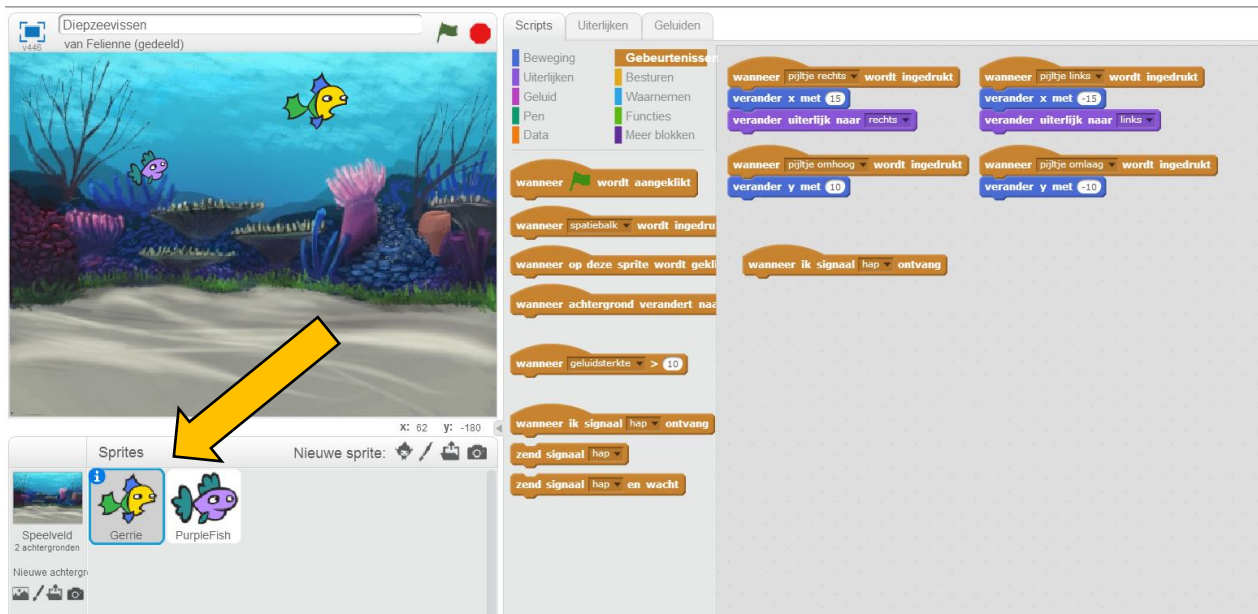 Diepzeevissen
v446
van Felienne (gedeeld)
X: 62 y: -180
Sprites
Nieuwe sprite:
Speelveld
2 achtergronden
Nieuwe achtergr
Gerrie
PurpleFish
Scripts
Uiterlijken
Geluiden
Beweging
Gebeurtenissen
Uiterlijken
Besturen
Geluid
Waarnemen
Pen
Functies
Data
Meer blokken
wanneer wordt aangeklikt
wanneer spatiebalk wordt ingedru
wanneer op deze sprite wordt gekli
wanneer achtergrond verandert naa
wanneer geluidsterkte > 10
wanneer ik signaal hap ontvang
zend signaal hap
zend signaal hap en wacht
wanneer pijltje rechts wordt ingedrukt
verander x met 15
verander uiterlijk naar rechts
wanneer pijltje links wordt ingedrukt
verander x met -15
verander uiterlijk naar links
wanneer pijltje omhoog wordt ingedrukt
verander y met 10
wanneer pijltje omlaag wordt ingedrukt
verander y met -10
wanneer ik signaal hap ontvang